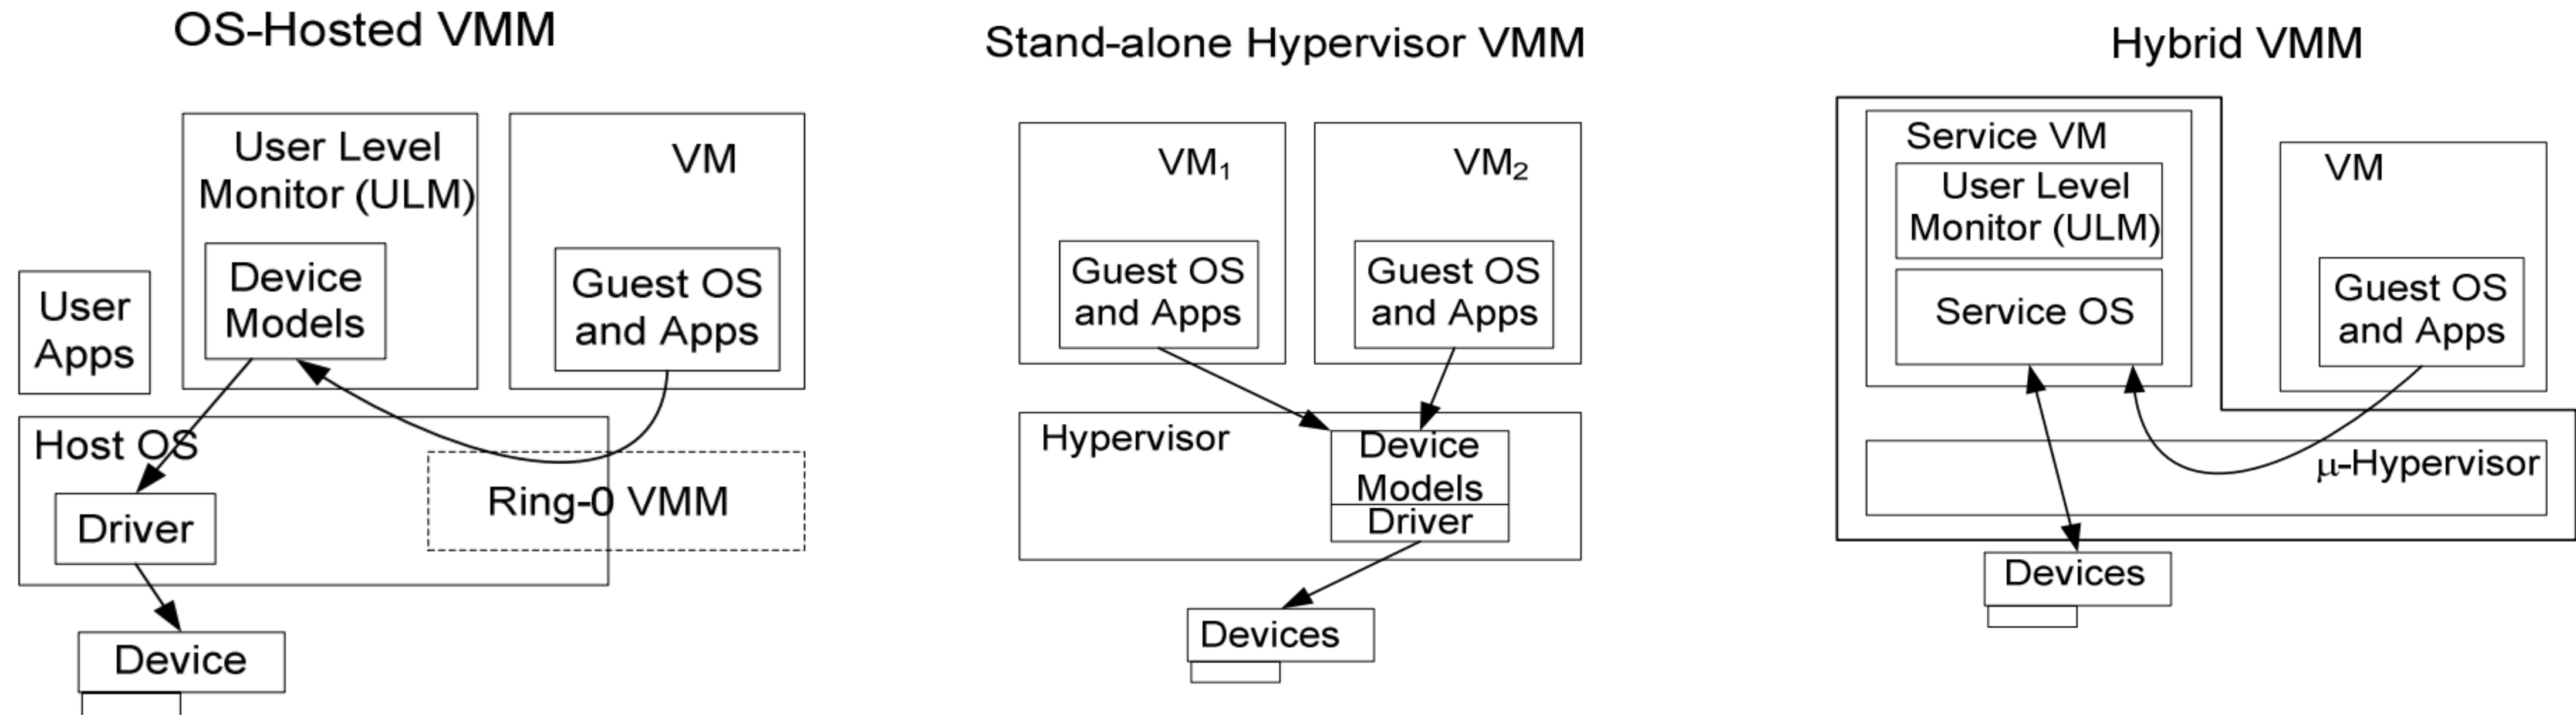 OS-Hosted VMM
User Level
Monitor (ULM)
Device
Models
VM
Guest OS
and Apps
User
Apps
Host OS
Driver
Ring-0 VMM
Device
Stand-alone Hypervisor VMM
VM₁
Guest OS
and Apps
VM₂
Guest OS
and Apps
Hypervisor
Device
Models
Driver
Devices
Hybrid VMM
Service VM
User Level
Monitor (ULM)
Service OS
VM
Guest OS
and Apps
μ-Hypervisor
Devices